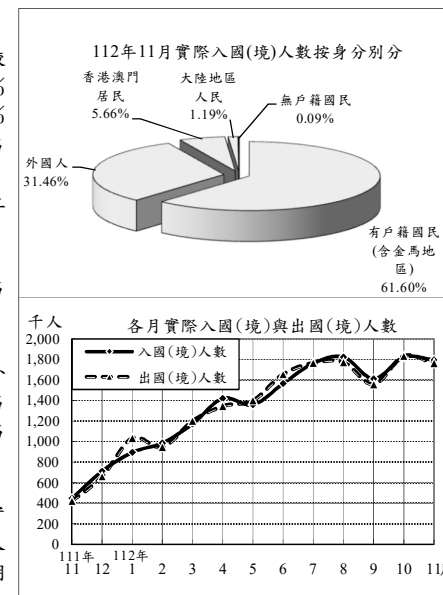 112年11月實際入國(境)人數按身分別分
香港澳門
居民
5.66%
大陸地區
人民
1.19%
無戶籍國民
0.09%
外國人
31.46%
有戶籍國民
(含金馬地
區)
61.60%
千人
各月實際入國(境)與出國(境)人數
入國(境)人數
出國(境)人數
2,000
1,800
1,600
1,400
1,200
1,000
800
600
400
200
0
111年 112年
11 12 1 2 3 4 5 6 7 8 9 10 11月